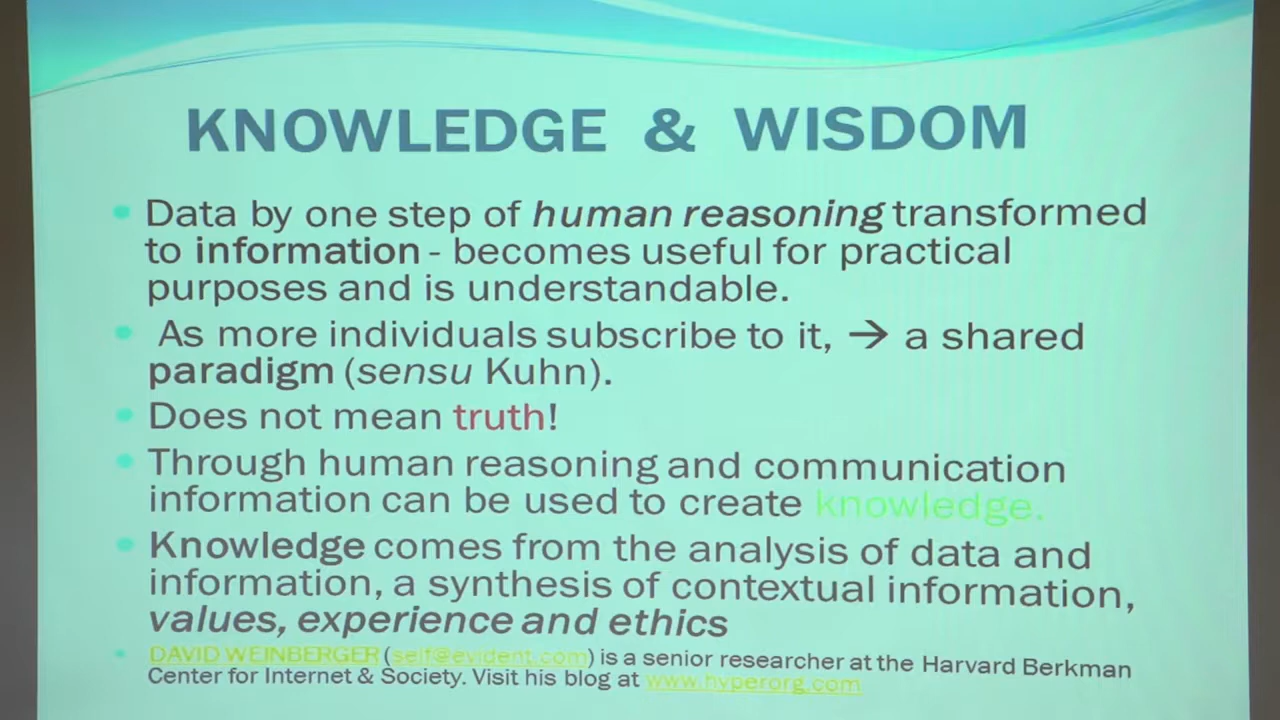 KNOWLEDGE & WISDOM
• Data by one step of human reasoning transformed
to information - becomes useful for practical
purposes and is understandable.
• As more individuals subscribe to it, → a shared
paradigm (sensu Kuhn).
• Does not mean truth!
• Through human reasoning and communication
information can be used to create knowledge.
• Knowledge comes from the analysis of data and
information, a synthesis of contextual information,
values, experience and ethics
• DAVID WEINBERGER (self@evident.com) is a senior researcher at the Harvard Berkman
Center for Internet & Society. Visit his blog at www.hyperorg.com